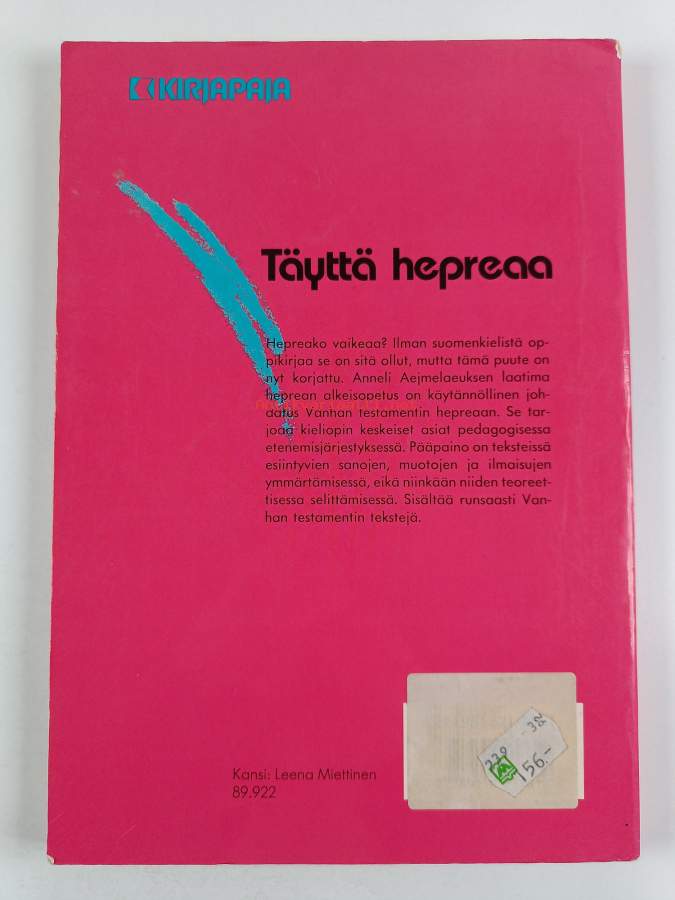 KIRJAPAJA
Täyttä hepreaa
Hepreako vaikeaa? Ilman suomenkielistä op-
pikirjaa se on sitä ollut, mutta tämä puute on
nyt korjattu. Anneli Aejmelaeuksen laatima
heprean alkeisopetus on käytännöllinen joh-
datus Vanhan testamentin hepreaan. Se tar-
joaa kieliopin keskeiset asiat pedagogisessa
etenemisjärjestyksessä. Pääpaino on teksteissä
esiintyvien sanojen, muotojen ja ilmaisujen
ymmärtämisessä, eikä niinkään niiden teoreet-
tisessa selittämisessä. Sisältää runsaasti Van-
han testamentin tekstejä.
Kansi: Leena Miettinen
89.922
229
156.-